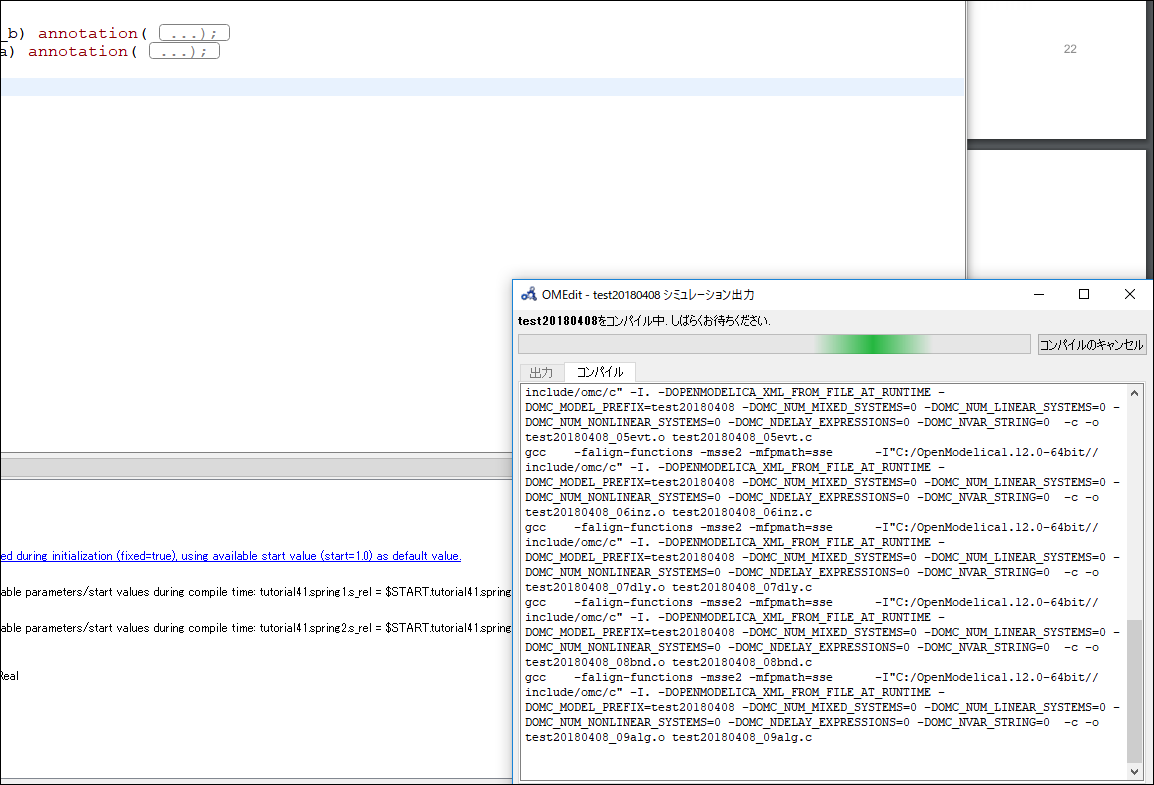 _b) annotation( ...);
a) annotation( ...);
22
OMEdit - test20180408 シミュレーション出力
test20180408をコンパイル中. しばらくお待ちください.
コンパイルのキャンセル
出力 コンパイル
include/omc/c" -I. -DOPENMODELICA_XML_FROM_FILE_AT_RUNTIME -
DOMC_MODEL_PREFIX=test20180408 -DOMC_NUM_MIXED_SYSTEMS=0 -DOMC_NUM_LINEAR_SYSTEMS=0 -
DOMC_NUM_NONLINEAR_SYSTEMS=0 -DOMC_NDELAY_EXPRESSIONS=0 -DOMC_NVAR_STRING=0  -c -o
test20180408_05evt.o test20180408_05evt.c
gcc    -falign-functions -msse2 -mfpmath=sse      -I"C:/OpenModelica1.12.0-64bit//
include/omc/c" -I. -DOPENMODELICA_XML_FROM_FILE_AT_RUNTIME -
DOMC_MODEL_PREFIX=test20180408 -DOMC_NUM_MIXED_SYSTEMS=0 -DOMC_NUM_LINEAR_SYSTEMS=0 -
DOMC_NUM_NONLINEAR_SYSTEMS=0 -DOMC_NDELAY_EXPRESSIONS=0 -DOMC_NVAR_STRING=0  -c -o
test20180408_06inz.o test20180408_06inz.c
gcc    -falign-functions -msse2 -mfpmath=sse      -I"C:/OpenModelica1.12.0-64bit//
include/omc/c" -I. -DOPENMODELICA_XML_FROM_FILE_AT_RUNTIME -
DOMC_MODEL_PREFIX=test20180408 -DOMC_NUM_MIXED_SYSTEMS=0 -DOMC_NUM_LINEAR_SYSTEMS=0 -
DOMC_NUM_NONLINEAR_SYSTEMS=0 -DOMC_NDELAY_EXPRESSIONS=0 -DOMC_NVAR_STRING=0  -c -o
test20180408_07dly.o test20180408_07dly.c
gcc    -falign-functions -msse2 -mfpmath=sse      -I"C:/OpenModelica1.12.0-64bit//
include/omc/c" -I. -DOPENMODELICA_XML_FROM_FILE_AT_RUNTIME -
DOMC_MODEL_PREFIX=test20180408 -DOMC_NUM_MIXED_SYSTEMS=0 -DOMC_NUM_LINEAR_SYSTEMS=0 -
DOMC_NUM_NONLINEAR_SYSTEMS=0 -DOMC_NDELAY_EXPRESSIONS=0 -DOMC_NVAR_STRING=0  -c -o
test20180408_08bnd.o test20180408_08bnd.c
gcc    -falign-functions -msse2 -mfpmath=sse      -I"C:/OpenModelica1.12.0-64bit//
include/omc/c" -I. -DOPENMODELICA_XML_FROM_FILE_AT_RUNTIME -
DOMC_MODEL_PREFIX=test20180408 -DOMC_NUM_MIXED_SYSTEMS=0 -DOMC_NUM_LINEAR_SYSTEMS=0 -
DOMC_NUM_NONLINEAR_SYSTEMS=0 -DOMC_NDELAY_EXPRESSIONS=0 -DOMC_NVAR_STRING=0  -c -o
test20180408_09alg.o test20180408_09alg.c
ed during initialization (fixed=true), using available start value (start=1.0) as default value.
able parameters/start values during compile time: tutorial41.spring1.s_rel = $START.tutorial41.spring
able parameters/start values during compile time: tutorial41.spring2.s_rel = $START.tutorial41.spring
Real